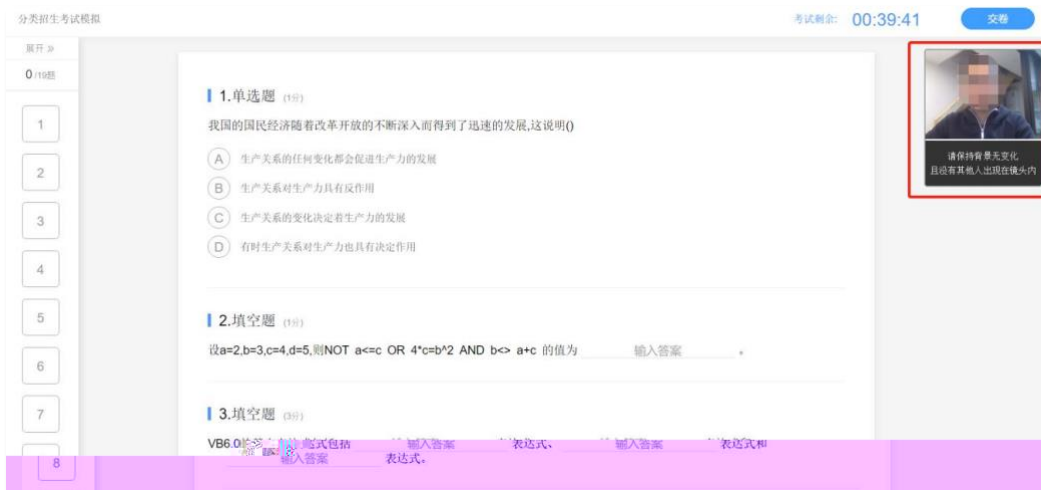 分类招生考试模拟
考试剩余: 00:39:41
交卷
展开 »
0 /19题
1
2
3
4
5
6
7
8
1.单选题 (1分)
我国的国民经济随着改革开放的不断深入而得到了迅速的发展,这说明()
A 生产关系的任何变化都会促进生产力的发展
B 生产关系对生产力具有反作用
C 生产关系的变化决定着生产力的发展
D 有时生产关系对生产力也具有决定作用
2.填空题 (1分)
设a=2,b=3,c=4,d=5,则NOT a<=c OR 4*c=b^2 AND b<> a+c 的值为 输入答案 。
3.填空题 (3分)
VB6.0 式包括 输入答案 表达式、 输入答案 表达式和
输入答案 表达式。
请保持背景无变化
且没有其他人出现在镜头内